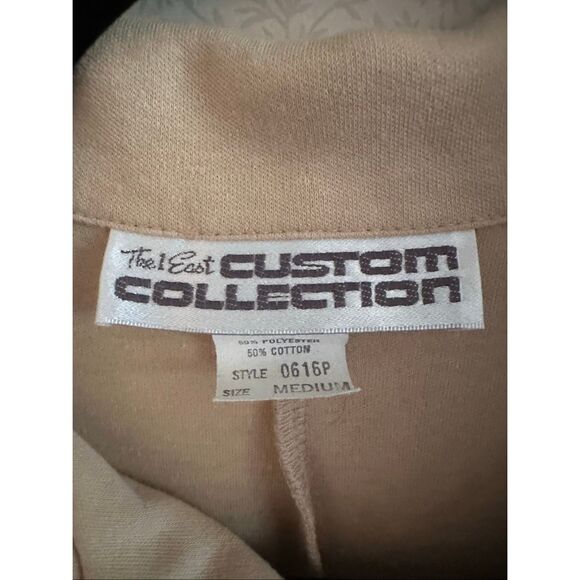 The 1 East CUSTOM
COLLECTION
50% POLYESTER
50% COTTON
STYLE 0616P
SIZE MEDIUM